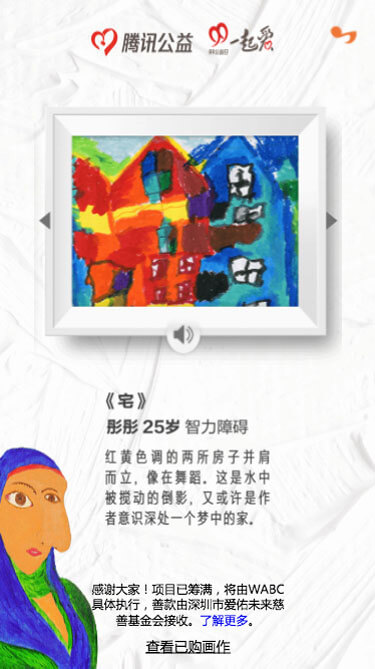 腾讯公益
一起爱
《宅》
彤彤 25岁 智力障碍
红黄色调的两所房子并肩
而立，像在舞蹈。这是水中
被搅动的倒影，又或许是作
者意识深处一个梦中的家。
感谢大家！项目已筹满，将由WABC
具体执行，善款由深圳市爱佑未来慈
善基金会接收。了解更多。
查看已购画作